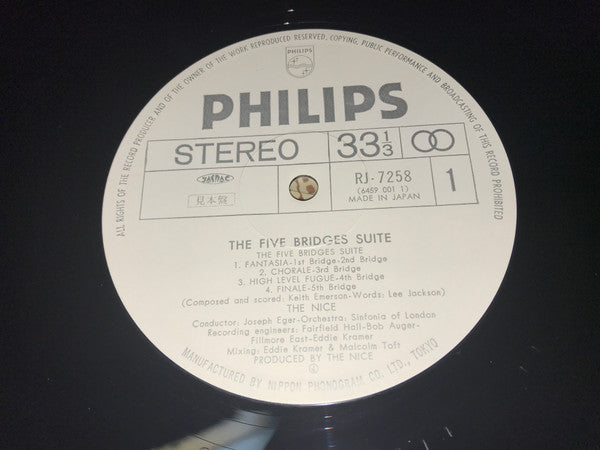 ALL RIGHTS OF THE RECORD PRODUCER AND OF THE OWNER OF THE WORK REPRODUCED RESERVED. COPYING, PUBLIC PERFORMANCE AND BROADCASTING OF THIS RECORD PROHIBITED
PHILIPS
PHILIPS
STEREO 33 1/3
RJ-7258
(6459 001 1)
MADE IN JAPAN
1
見本盤
THE FIVE BRIDGES SUITE
THE FIVE BRIDGES SUITE
1. FANTASIA-1st Bridge-2nd Bridge
2. CHORALE-3rd Bridge
3. HIGH LEVEL FUGUE-4th Bridge
4. FINALE-5th Bridge
(Composed and scored: Keith Emerson-Words: Lee Jackson)
THE NICE
Conductor: Joseph Eger-Orchestra: Sinfonia of London
Recording engineers: Fairfield Hall-Bob Auger-
Fillmore East-Eddie Kramer
Mixing: Eddie Kramer & Malcolm Toft
PRODUCED BY THE NICE
Ⓟ
MANUFACTURED BY NIPPON PHONOGRAM CO. LTD., TOKYO